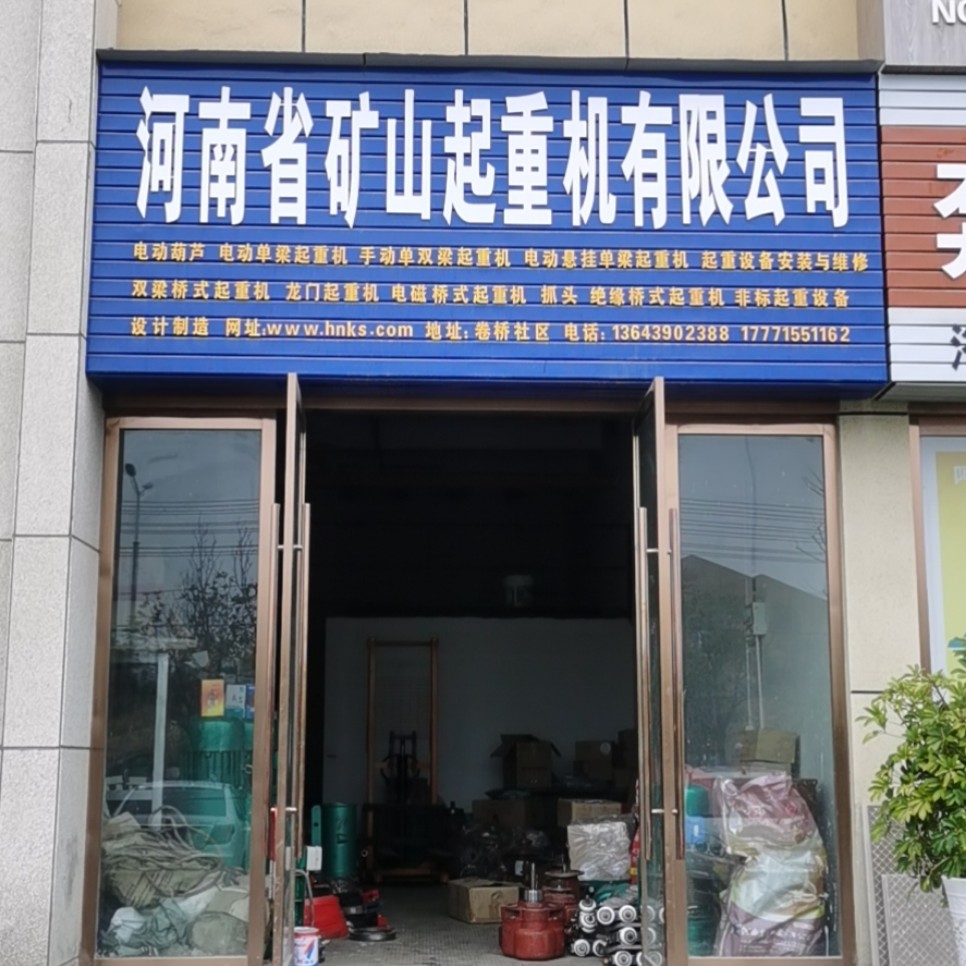 河南省矿山起重机有限公司
电动葫芦 电动单梁起重机 手动单双梁起重机 电动悬挂单梁起重机 起重设备安装与维修
双梁桥式起重机 龙门起重机 电磁桥式起重机 抓头 绝缘桥式起重机 非标起重设备
设计制造 网址:www.hnks.com 地址:卷桥社区 电话:13643902388 17771551162